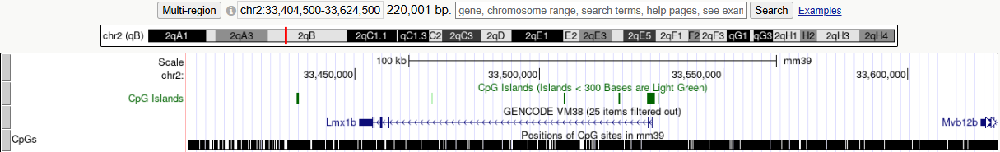 Multi-region chr2:33,404,500-33,624,500 220,001 bp. gene, chromosome range, search terms, help pages, see exan Search Examples
chr2 (qB) 2qA1 2qA3 2qB 2qC1.1 qC1.3 C2 2qC3 2qD 2qE1 E2 2qE3 2qE5 2qF1 F2 2qF3 qG1 qG3 2qH1 H2 2qH3 2qH4
Scale 100 kb mm39
chr2: 33,450,000 33,500,000 33,550,000 33,600,000
CpG Islands (Islands < 300 Bases are Light Green)
CpG Islands
GENCODE VM38 (25 items filtered out)
Lmx1b Mvb12b
Positions of CpG sites in mm39
CpGs